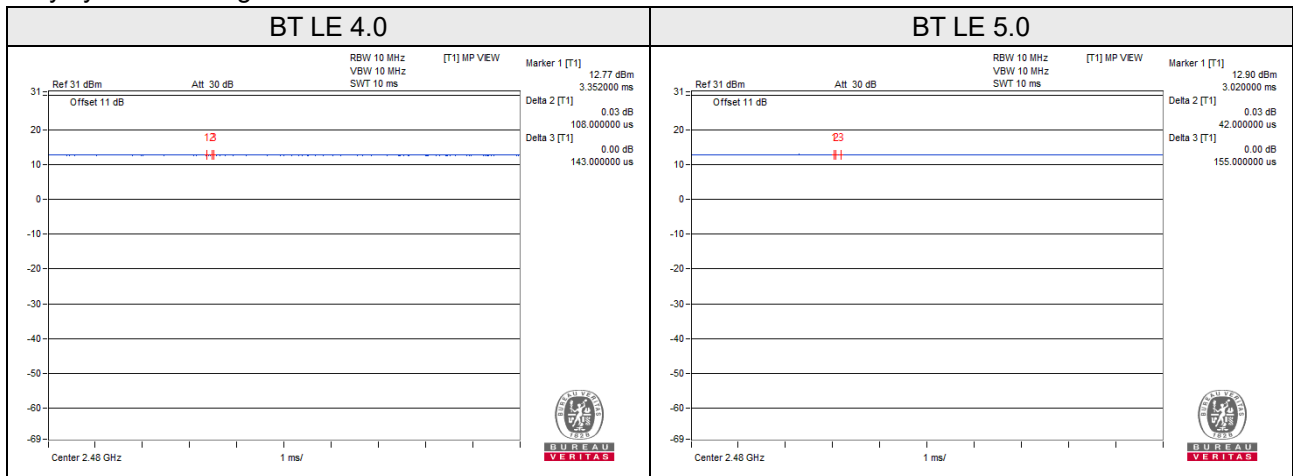 BT LE 4.0
BT LE 5.0
RBW 10 MHz
[T1] MP VIEW
Marker 1 [T1]
VBW 10 MHz
12.77 dBm
Ref 31 dBm
Att 30 dB
SWT 10 ms
3.352000 ms
31
Offset 11 dB
Delta 2 [T1]
0.03 dB
108.000000 us
20
123
Delta 3 [T1]
0.00 dB
143.000000 us
10
0
-10
-20
-30
-40
-50
-60
-69
BUREAU VERITAS
1828
BUREAU
VERITAS
Center 2.48 GHz
1 ms/
RBW 10 MHz
[T1] MP VIEW
Marker 1 [T1]
VBW 10 MHz
12.90 dBm
Ref 31 dBm
Att 30 dB
SWT 10 ms
3.020000 ms
31
Offset 11 dB
Delta 2 [T1]
0.03 dB
42.000000 us
20
123
Delta 3 [T1]
0.00 dB
155.000000 us
10
0
-10
-20
-30
-40
-50
-60
-69
BUREAU VERITAS
1828
BUREAU
VERITAS
Center 2.48 GHz
1 ms/